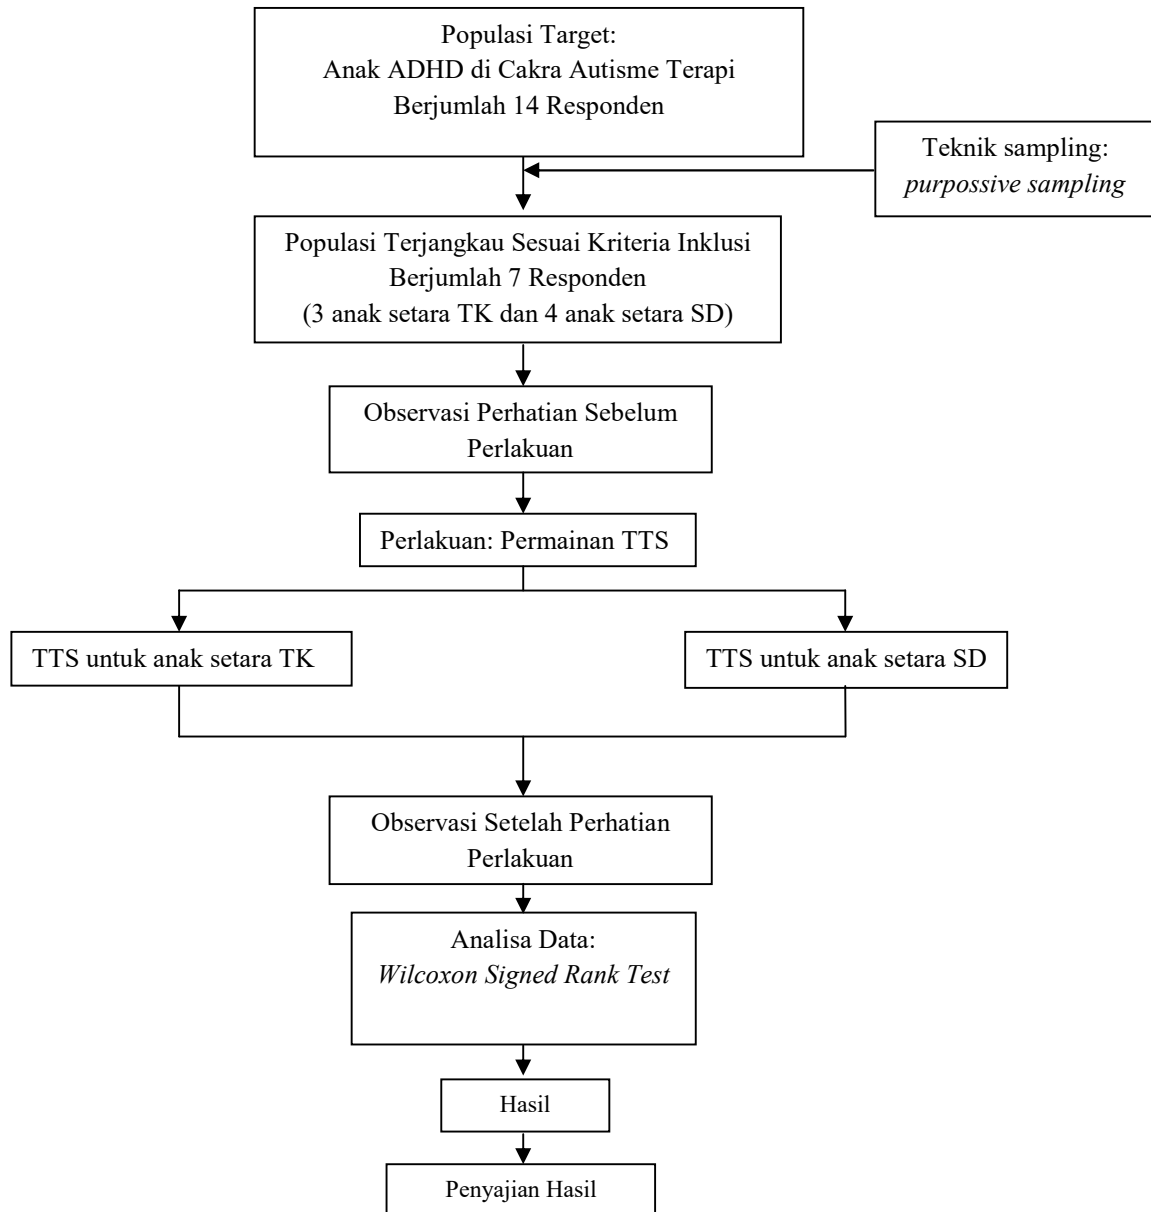 Populasi Target:
Anak ADHD di Cakra Autisme Terapi
Berjumlah 14 Responden
Teknik sampling:
purpossive sampling
Populasi Terjangkau Sesuai Kriteria Inklusi
Berjumlah 7 Responden
(3 anak setara TK dan 4 anak setara SD)
Observasi Perhatian Sebelum
Perlakuan
Perlakuan: Permainan TTS
TTS untuk anak setara TK
TTS untuk anak setara SD
Observasi Setelah Perhatian
Perlakuan
Analisa Data:
Wilcoxon Signed Rank Test
Hasil
Penyajian Hasil